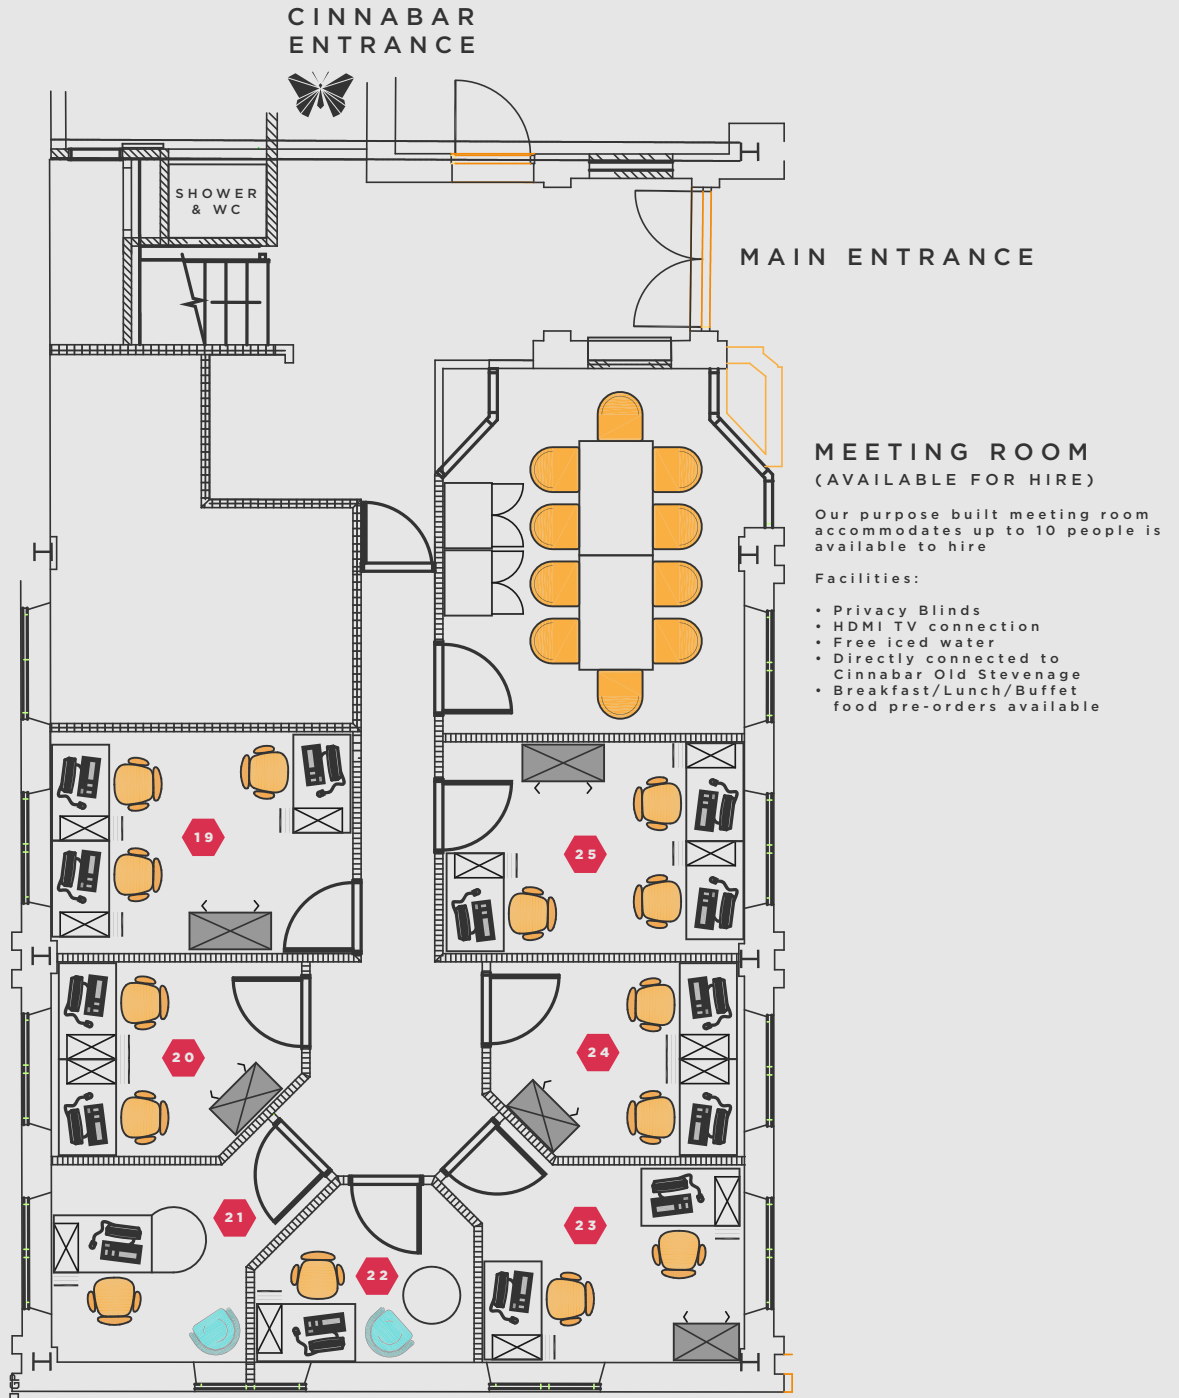 CINNABAR
ENTRANCE
SHOWER
& WC
MAIN ENTRANCE
MEETING ROOM
(AVAILABLE FOR HIRE)
Our purpose built meeting room
accommodates up to 10 people is
available to hire
Facilities:
• Privacy Blinds
• HDMI TV connection
• Free iced water
• Directly connected to
Cinnabar Old Stevenage
• Breakfast/Lunch/Buffet
food pre-orders available
19
25
20
24
21
23
22
GP